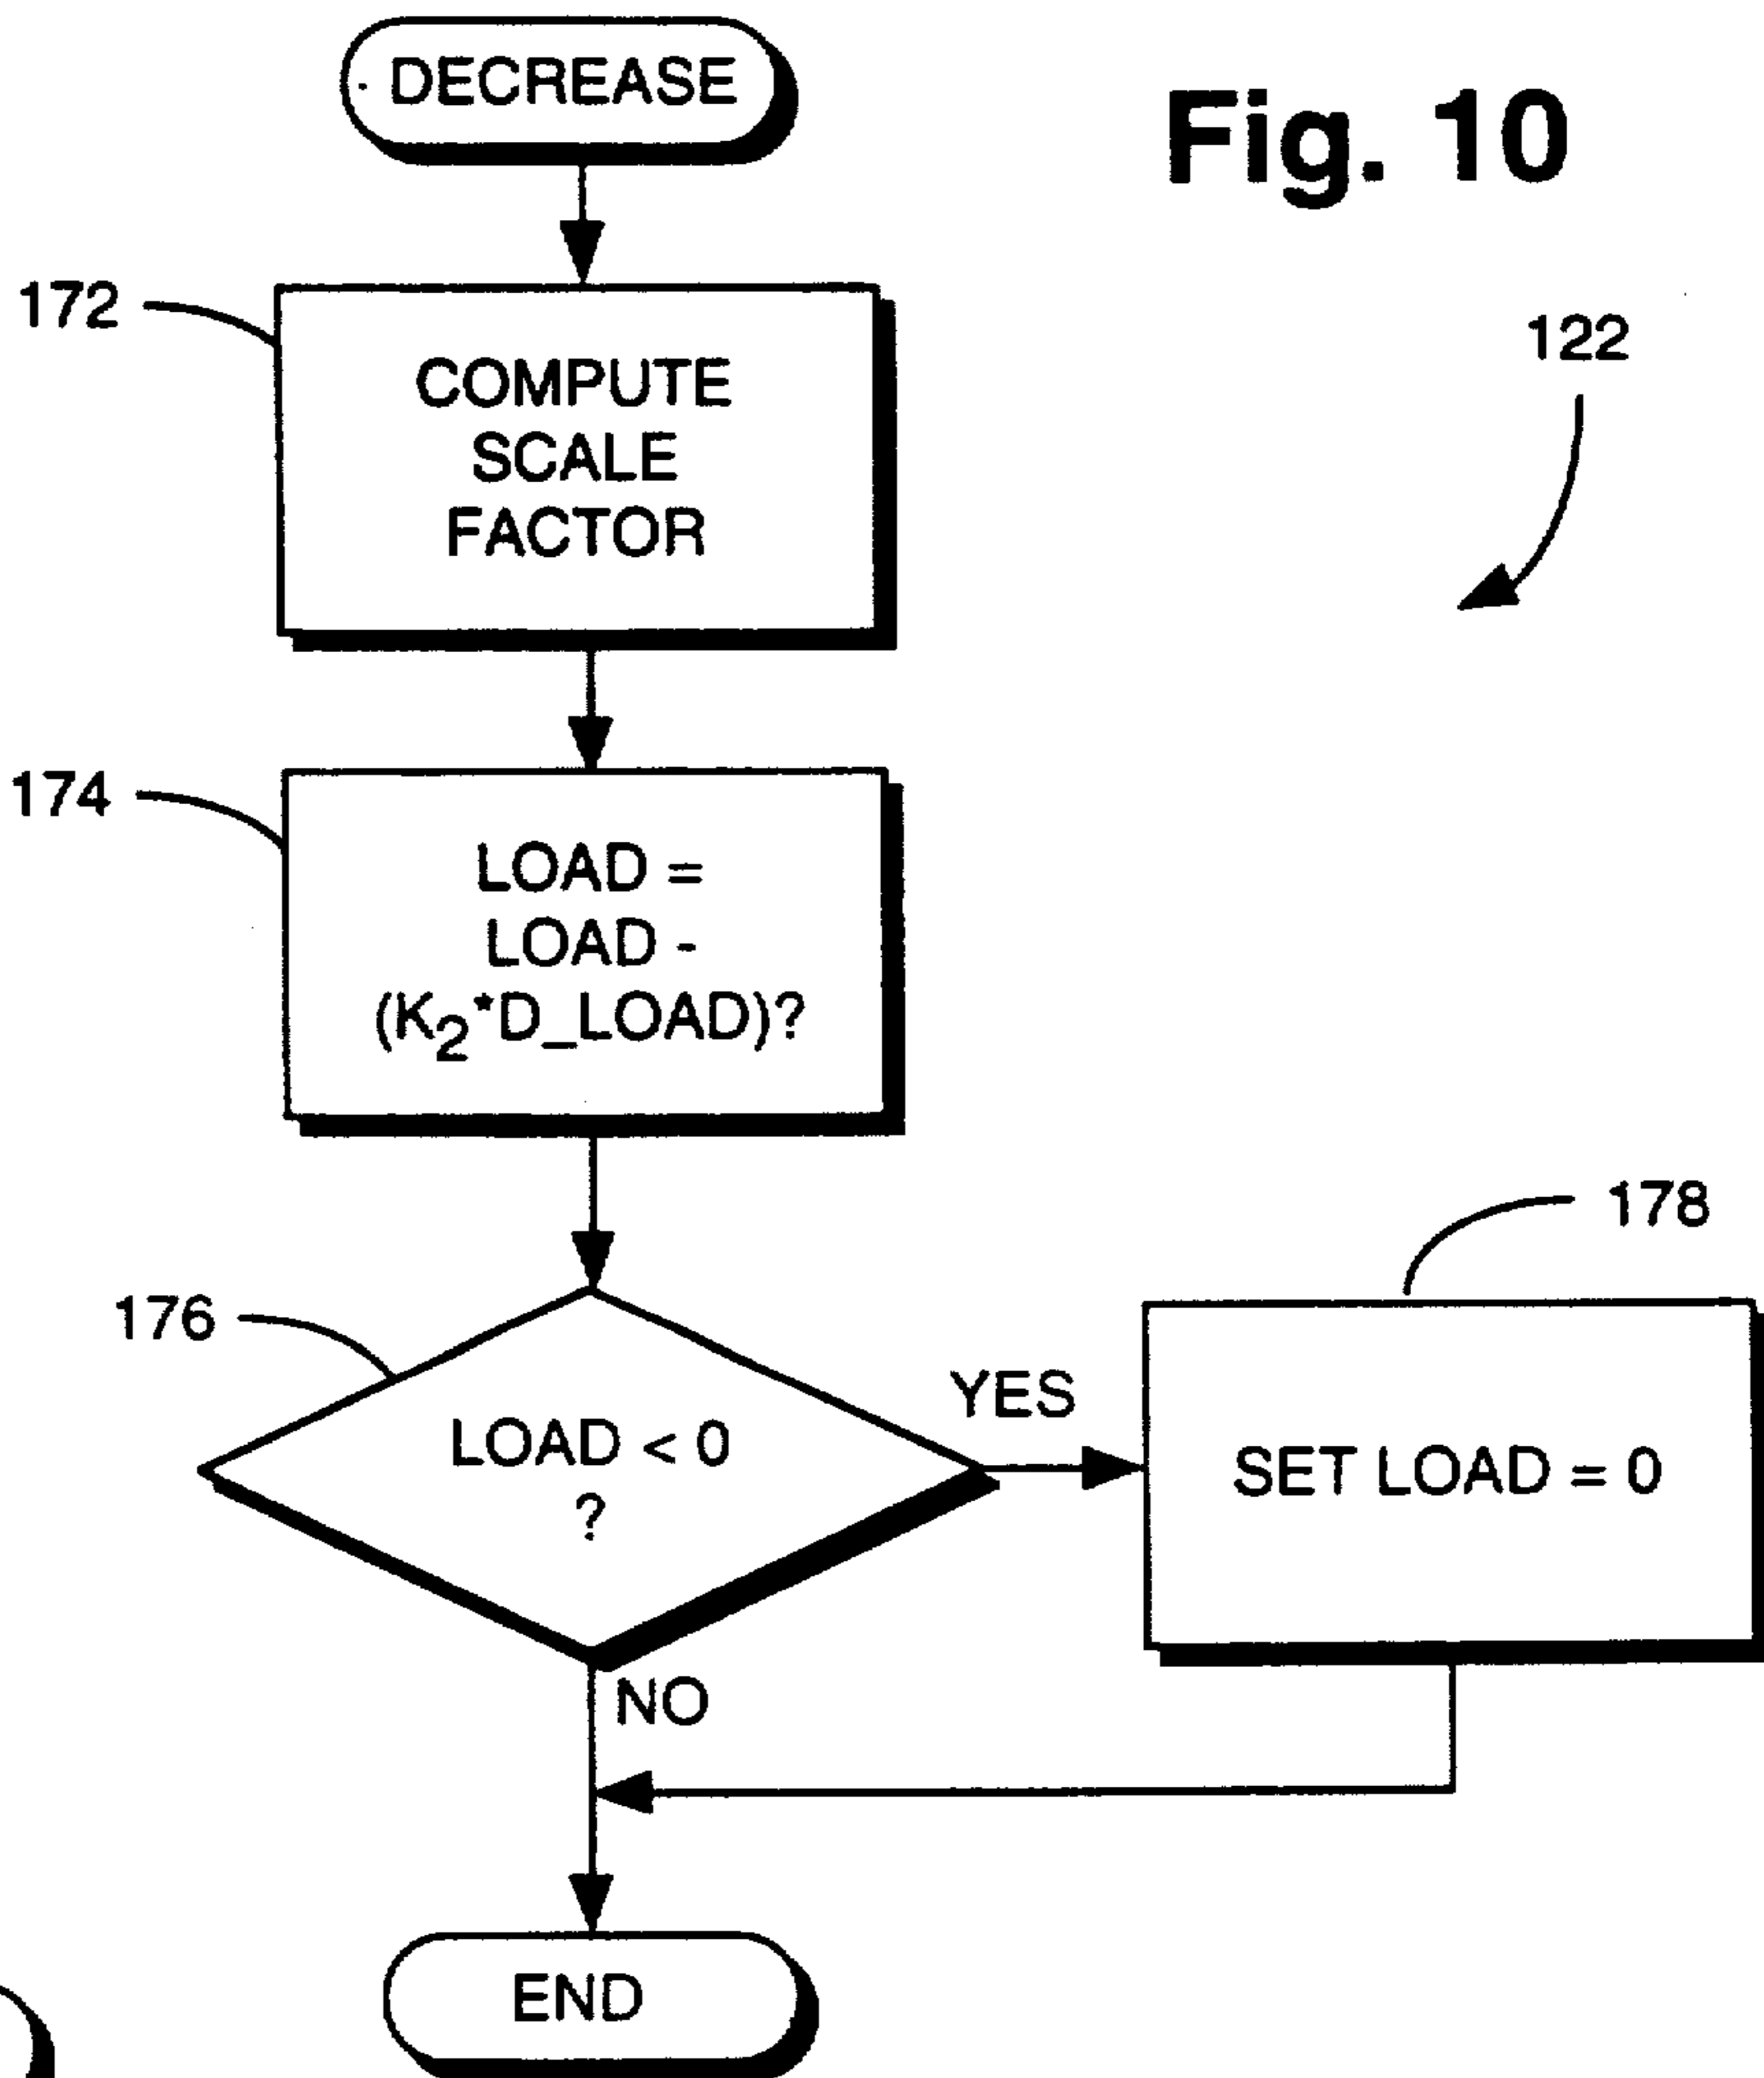 DECREASE
Fig. 10
172
COMPUTE
SCALE
FACTOR
122
174
LOAD =
LOAD -
(K₂*D_LOAD)?
178
176
LOAD < 0
?
YES
SET LOAD = 0
NO
END